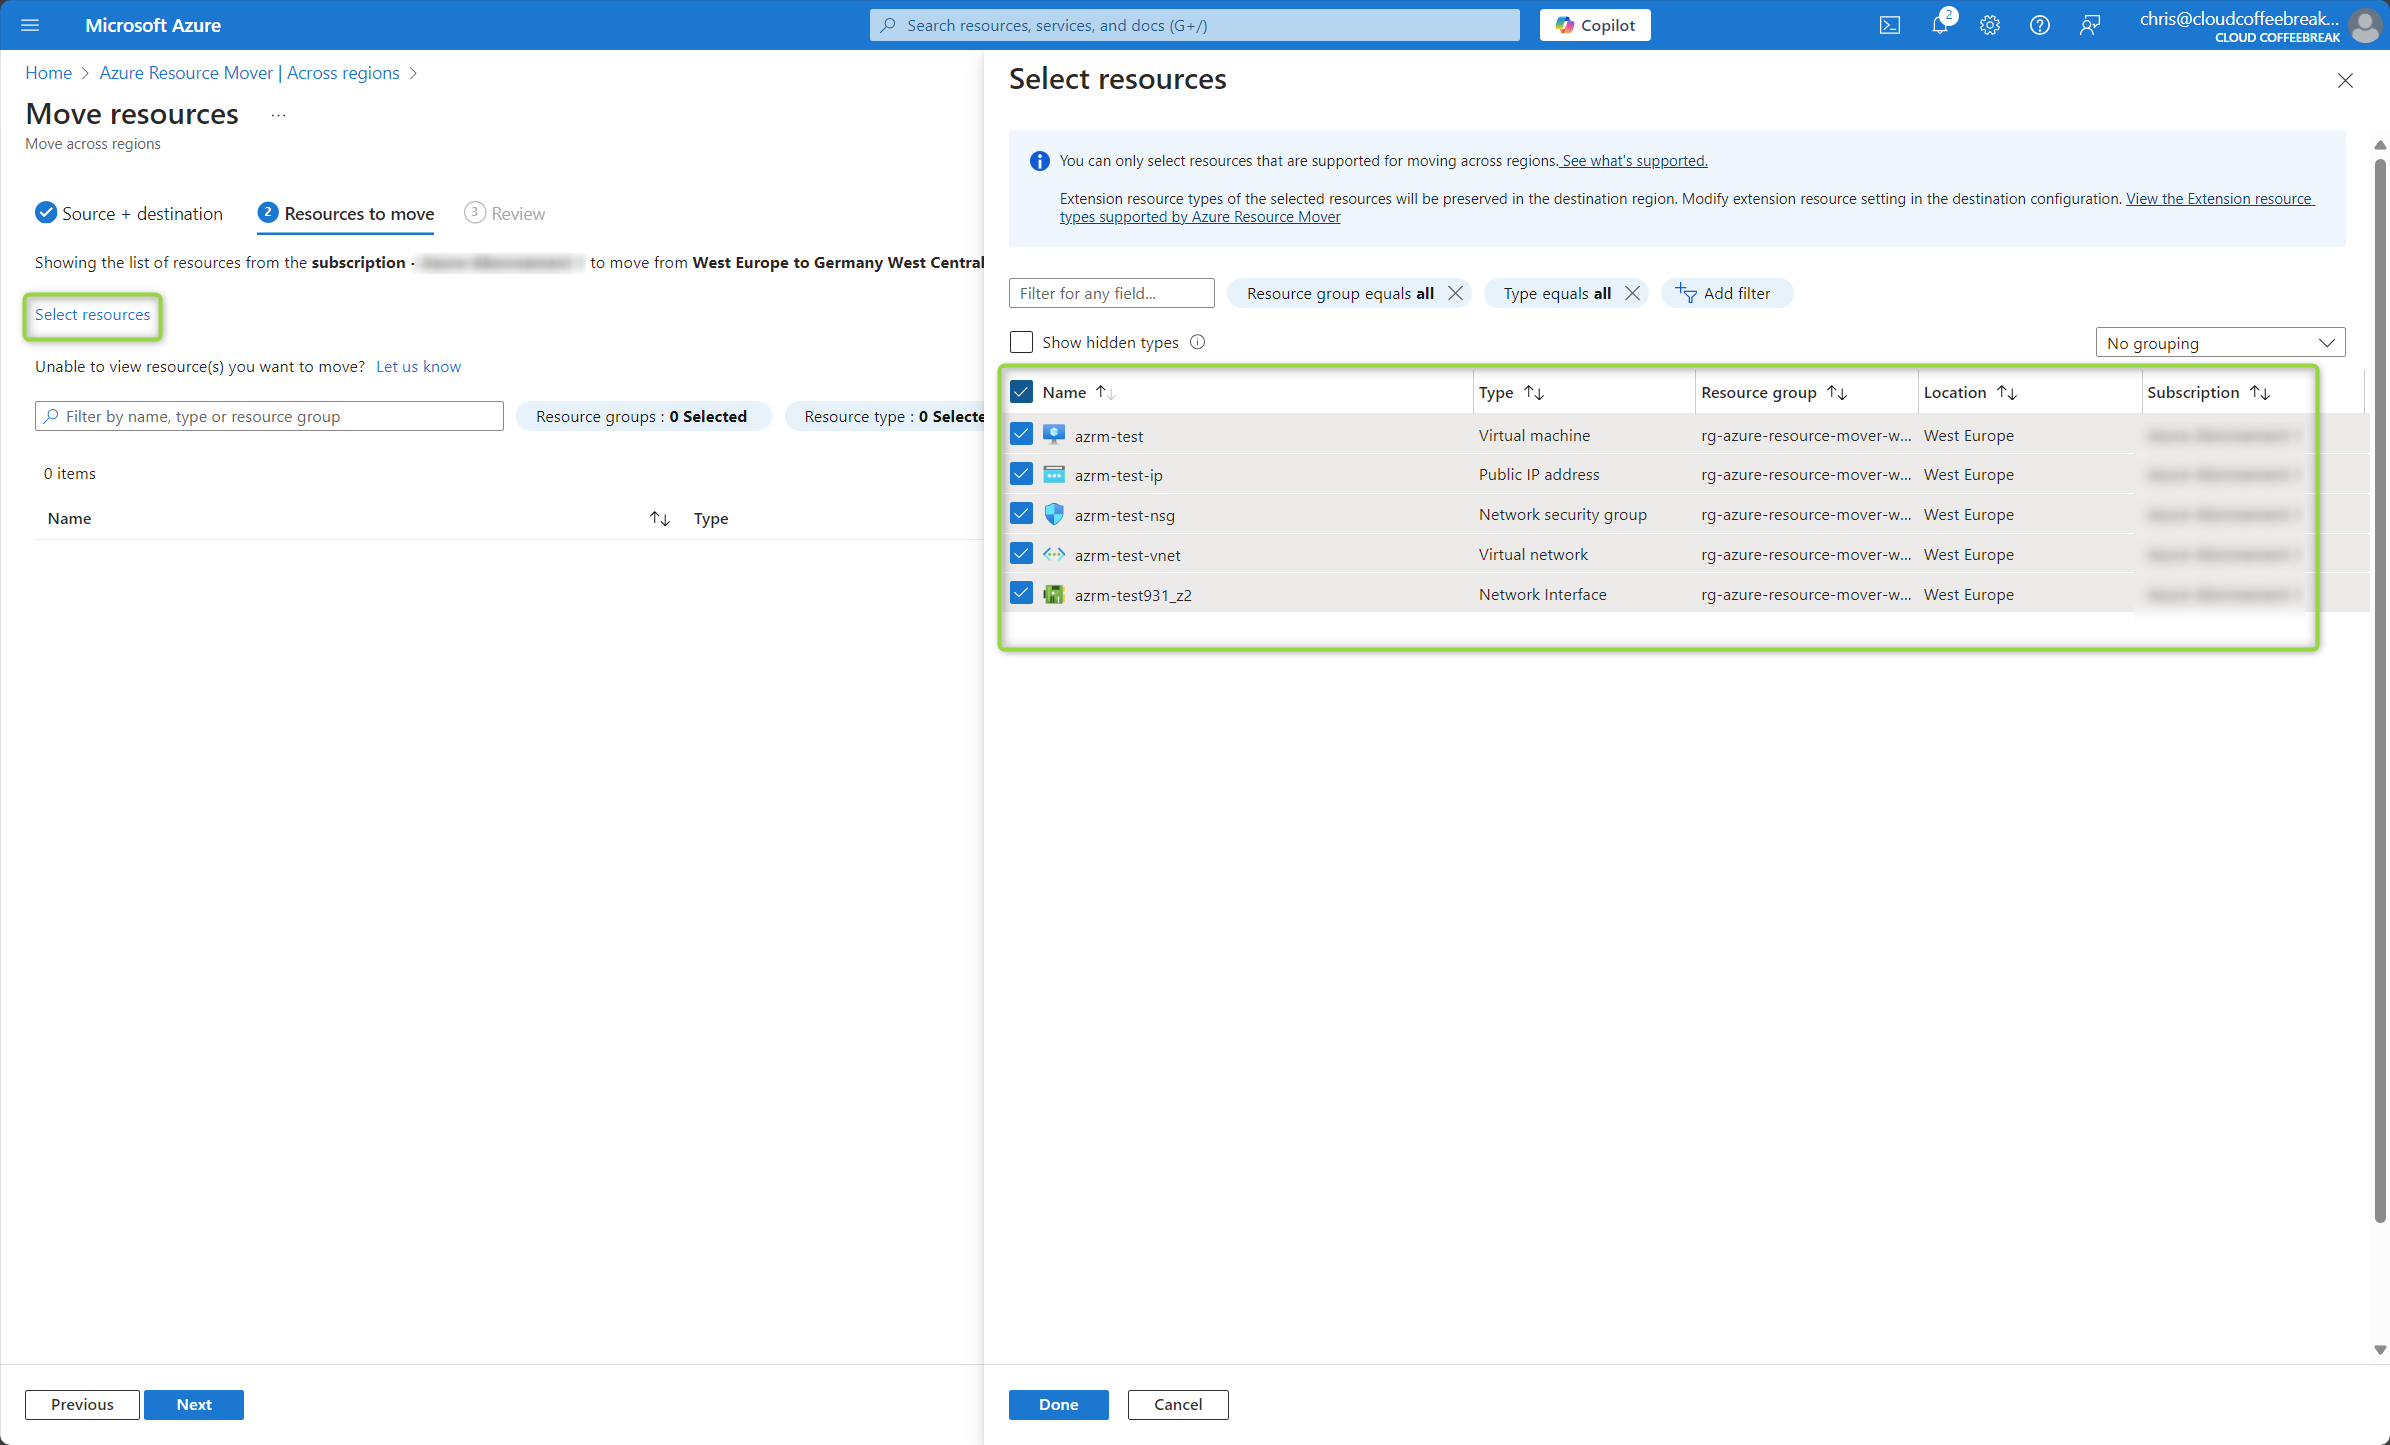 Microsoft Azure
Search resources, services, and docs (G+/)
Copilot
2
chris@cloudcoffeebreak...
CLOUD COFFEEBREAK
Home > Azure Resource Mover | Across regions >
Move resources ...
Move across regions
Source + destination
2 Resources to move
3 Review
Showing the list of resources from the subscription - to move from West Europe to Germany West Central
Select resources
Unable to view resource(s) you want to move? Let us know
Filter by name, type or resource group
Resource groups : 0 Selected
Resource type : 0 Selecte
0 items
Name
Type
Previous
Next
Select resources
You can only select resources that are supported for moving across regions. See what's supported.
Extension resource types of the selected resources will be preserved in the destination region. Modify extension resource setting in the destination configuration. View the Extension resource
types supported by Azure Resource Mover
Filter for any field...
Resource group equals all
Type equals all
Add filter
Show hidden types
No grouping
Name Type Resource group Location Subscription
azrm-test Virtual machine rg-azure-resource-mover-w... West Europe
azrm-test-ip Public IP address rg-azure-resource-mover-w... West Europe
azrm-test-nsg Network security group rg-azure-resource-mover-w... West Europe
azrm-test-vnet Virtual network rg-azure-resource-mover-w... West Europe
azrm-test931_z2 Network Interface rg-azure-resource-mover-w... West Europe
Done
Cancel